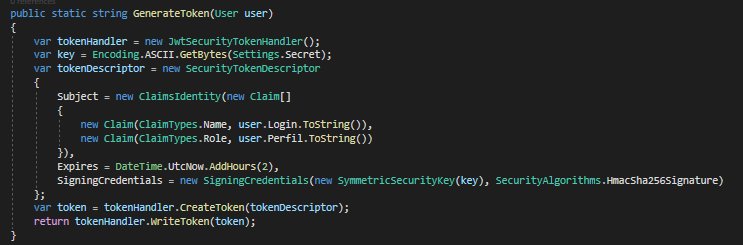 0 references
public static string GenerateToken(User user)
{
var tokenHandler = new JwtSecurityTokenHandler();
var key = Encoding.ASCII.GetBytes(Settings.Secret);
var tokenDescriptor = new SecurityTokenDescriptor
{
Subject = new ClaimsIdentity(new Claim[]
{
new Claim(ClaimTypes.Name, user.Login.ToString()),
new Claim(ClaimTypes.Role, user.Perfil.ToString())
}),
Expires = DateTime.UtcNow.AddHours(2),
SigningCredentials = new SigningCredentials(new SymmetricSecurityKey(key), SecurityAlgorithms.HmacSha256Signature)
};
var token = tokenHandler.CreateToken(tokenDescriptor);
return tokenHandler.WriteToken(token);
}